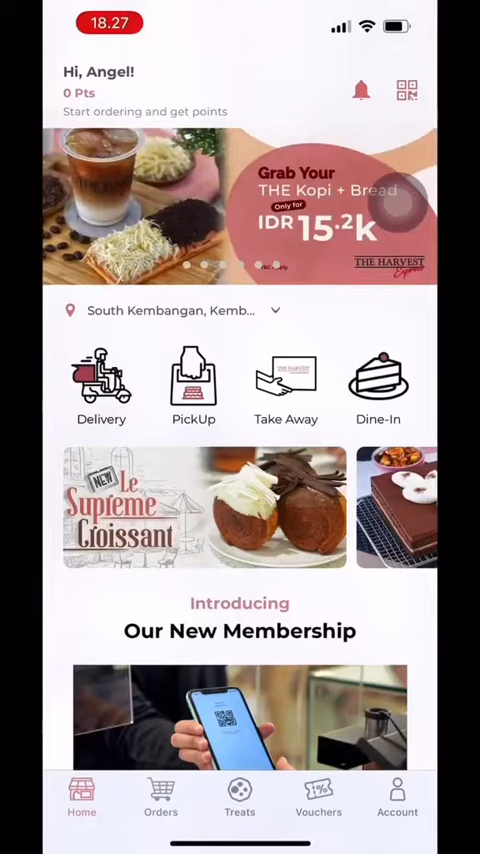 18.27
Hi, Angel!
0 Pts
Start ordering and get points
Grab Your
THE Kopi + Bread
Only for
IDR 15.2k
THE HARVEST
Express
South Kembangan, Kemb...
Delivery
PickUp
Take Away
Dine-In
NEW
Le
Supreme
Croissant
Introducing
Our New Membership
Home
Orders
Treats
Vouchers
Account